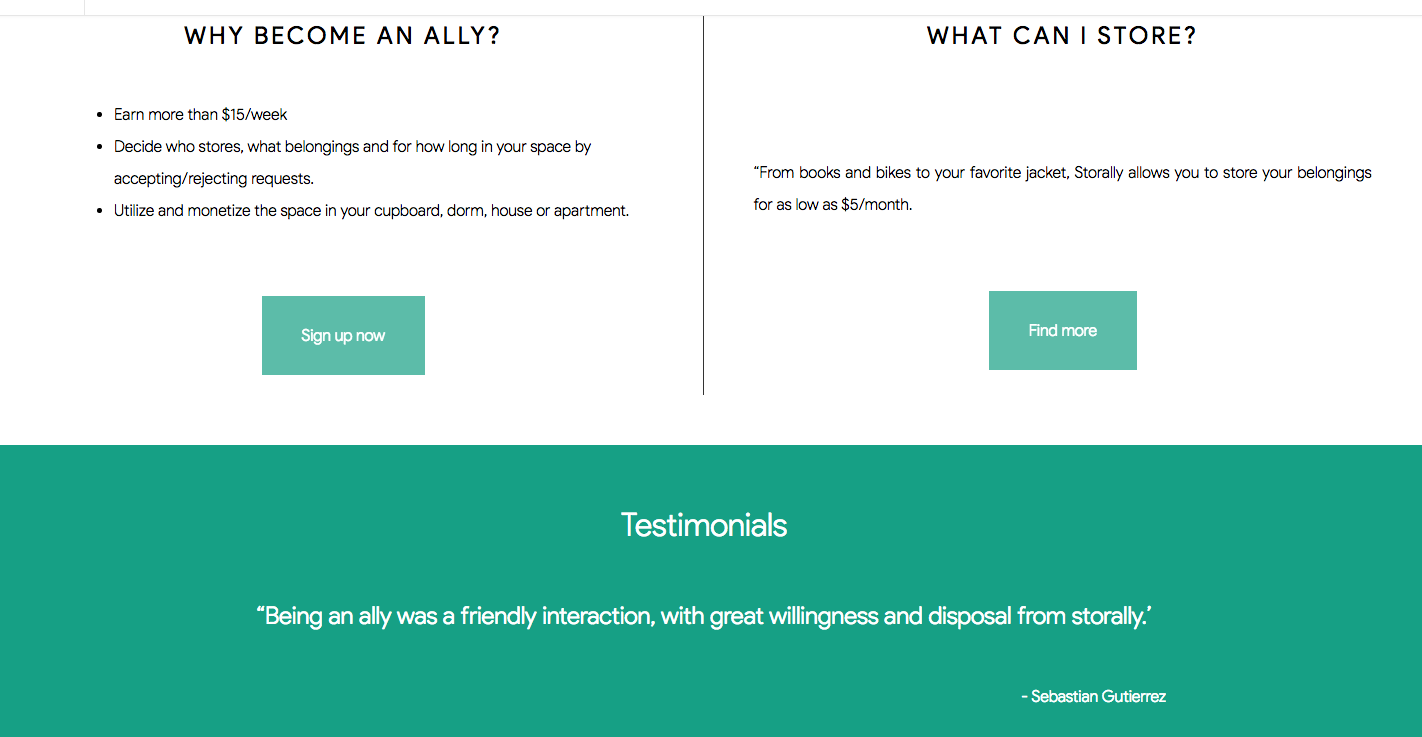 WHY BECOME AN ALLY?
Earn more than $15/week
Decide who stores, what belongings and for how long in your space by
accepting/rejecting requests.
Utilize and monetize the space in your cupboard, dorm, house or apartment.
Sign up now
WHAT CAN I STORE?
“From books and bikes to your favorite jacket, Storally allows you to store your belongings
for as low as $5/month.
Find more
Testimonials
“Being an ally was a friendly interaction, with great willingness and disposal from storally.’
- Sebastian Gutierrez